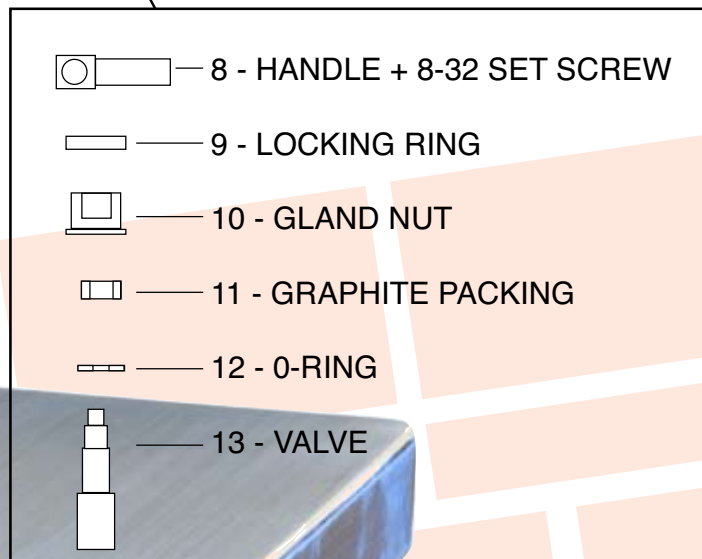 8 - HANDLE + 8-32 SET SCREW
9 - LOCKING RING
10 - GLAND NUT
11 - GRAPHITE PACKING
12 - 0-RING
13 - VALVE